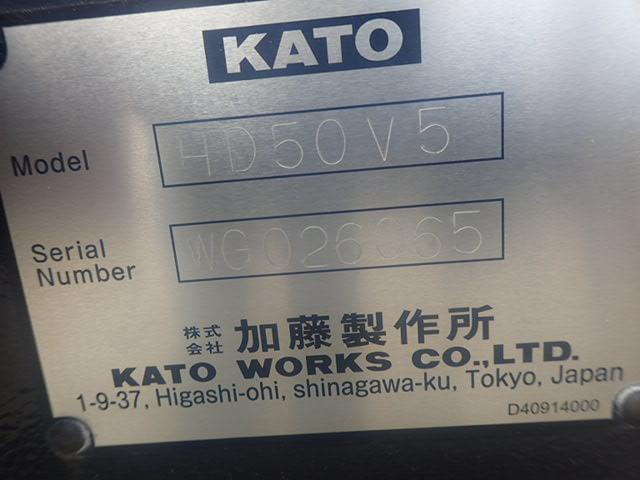 KATO
Model HD50V5
Serial Number
株式会社 加藤製作所
KATO WORKS CO.,LTD.
1-9-37, Higashi-ohi, shinagawa-ku, Tokyo, Japan
D40914000